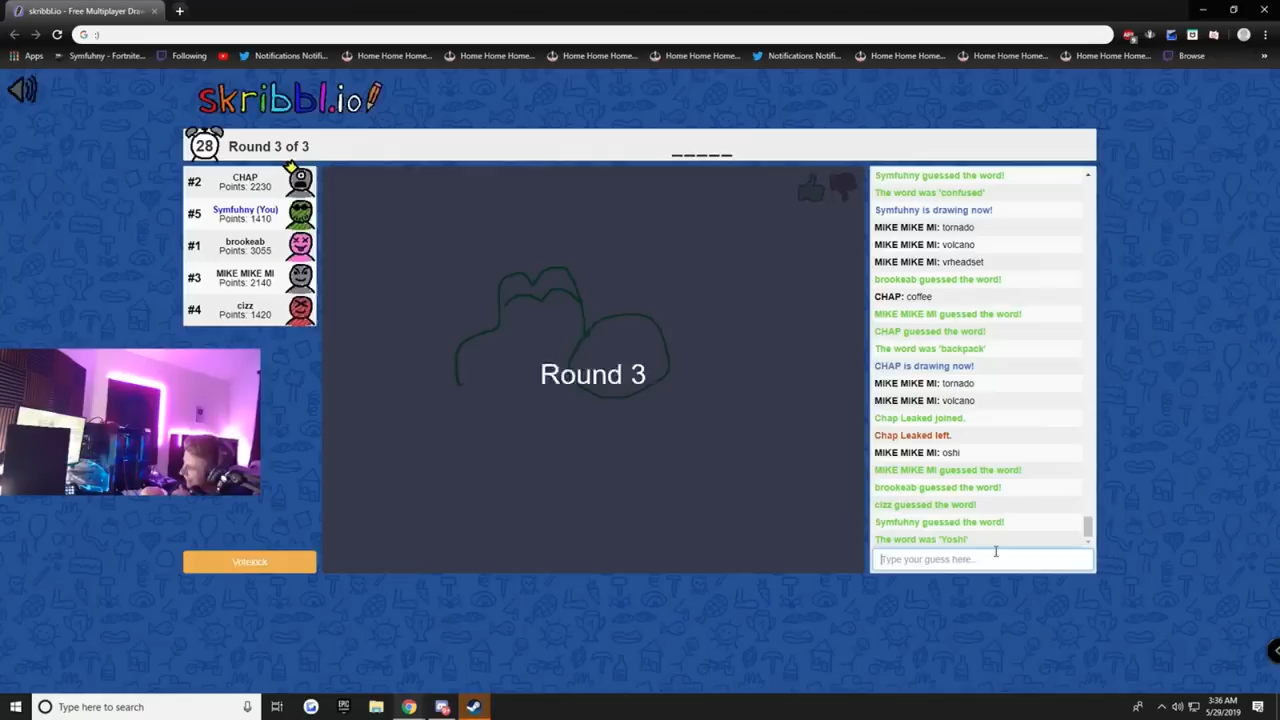 skribbl.io - Free Multiplayer Dra
:)
Apps
Symfuhny - Fortnite...
Following
Notifications Notifi...
Home Home Home...
Home Home Home...
Home Home Home...
Home Home Home...
Notifications Notifi...
Home Home Home...
Home Home Home...
Home Home Home...
Browse
skribbl.io
28
Round 3 of 3
_____
#2
CHAP
Points: 2230
#5
Symfuhny (You)
Points: 1410
#1
brookeab
Points: 3055
#3
MIKE MIKE MI
Points: 2140
#4
cizz
Points: 1420
Votekick
Round 3
Symfuhny guessed the word!
The word was 'confused'
Symfuhny is drawing now!
MIKE MIKE MI: tornado
MIKE MIKE MI: volcano
MIKE MIKE MI: vrheadset
brookeab guessed the word!
CHAP: coffee
MIKE MIKE MI guessed the word!
CHAP guessed the word!
The word was 'backpack'
CHAP is drawing now!
MIKE MIKE MI: tornado
MIKE MIKE MI: volcano
Chap Leaked joined.
Chap Leaked left.
MIKE MIKE MI: oshi
MIKE MIKE MI guessed the word!
brookeab guessed the word!
cizz guessed the word!
Symfuhny guessed the word!
The word was 'Yoshi'
Type your guess here...
Type here to search
EPIC
3:36 AM
5/29/2019